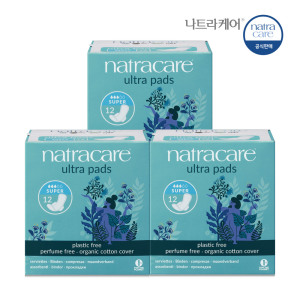 나트라케어
natra
care
공식판매
natracare
ultra pads
SUPER
12
natracare
ultra pads
SUPER
12
plastic free
perfume free · organic cotton cover
natracare
ultra pads
SUPER
12
plastic free
perfume free · organic cotton cover